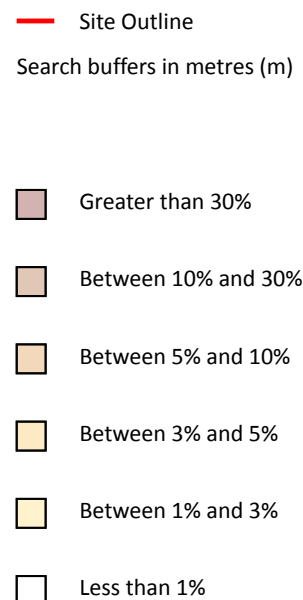 Site Outline
Search buffers in metres (m)
Greater than 30%
Between 10% and 30%
Between 5% and 10%
Between 3% and 5%
Between 1% and 3%
Less than 1%